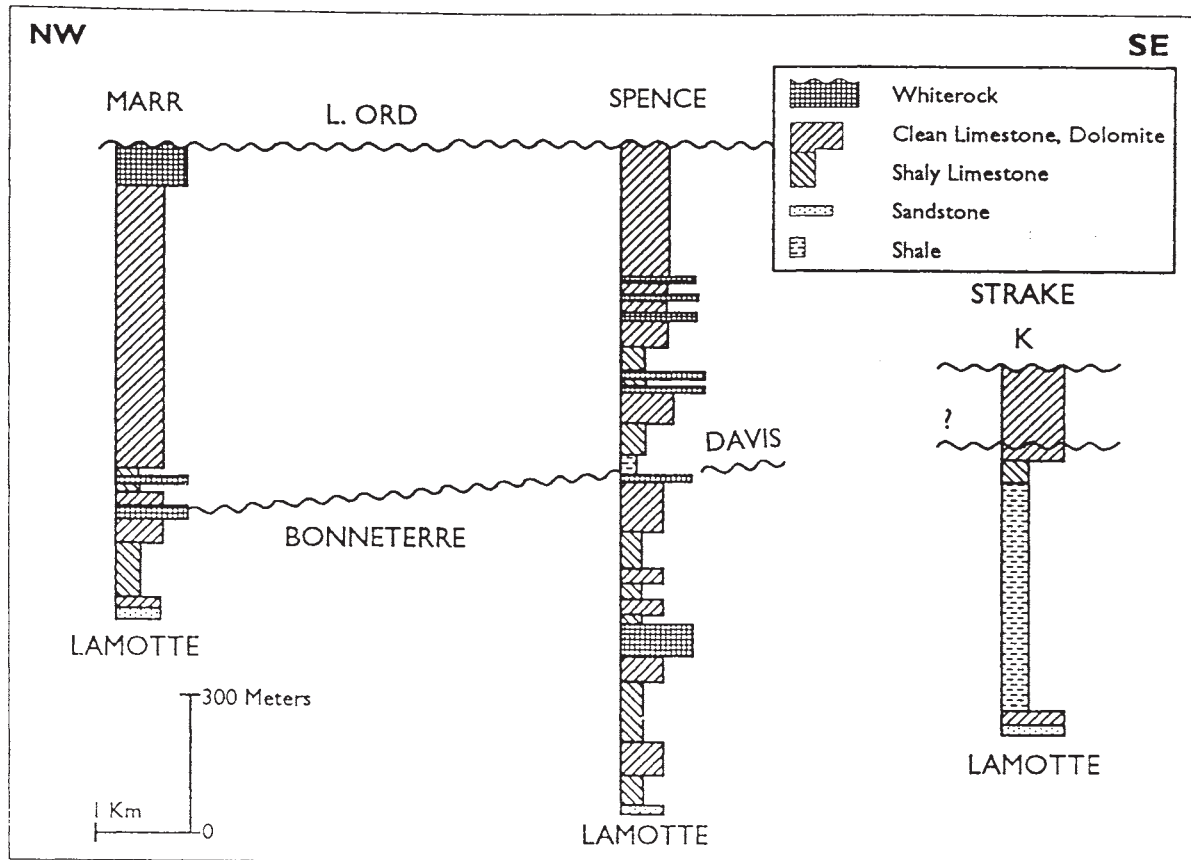 NW
SE
MARR
L. ORD
SPENCE
Whiterock
Clean Limestone, Dolomite
Shaly Limestone
Sandstone
Shale
STRAKE
K
?
DAVIS
BONNETERRE
LAMOTTE
300 Meters
1 Km
0
LAMOTTE
LAMOTTE